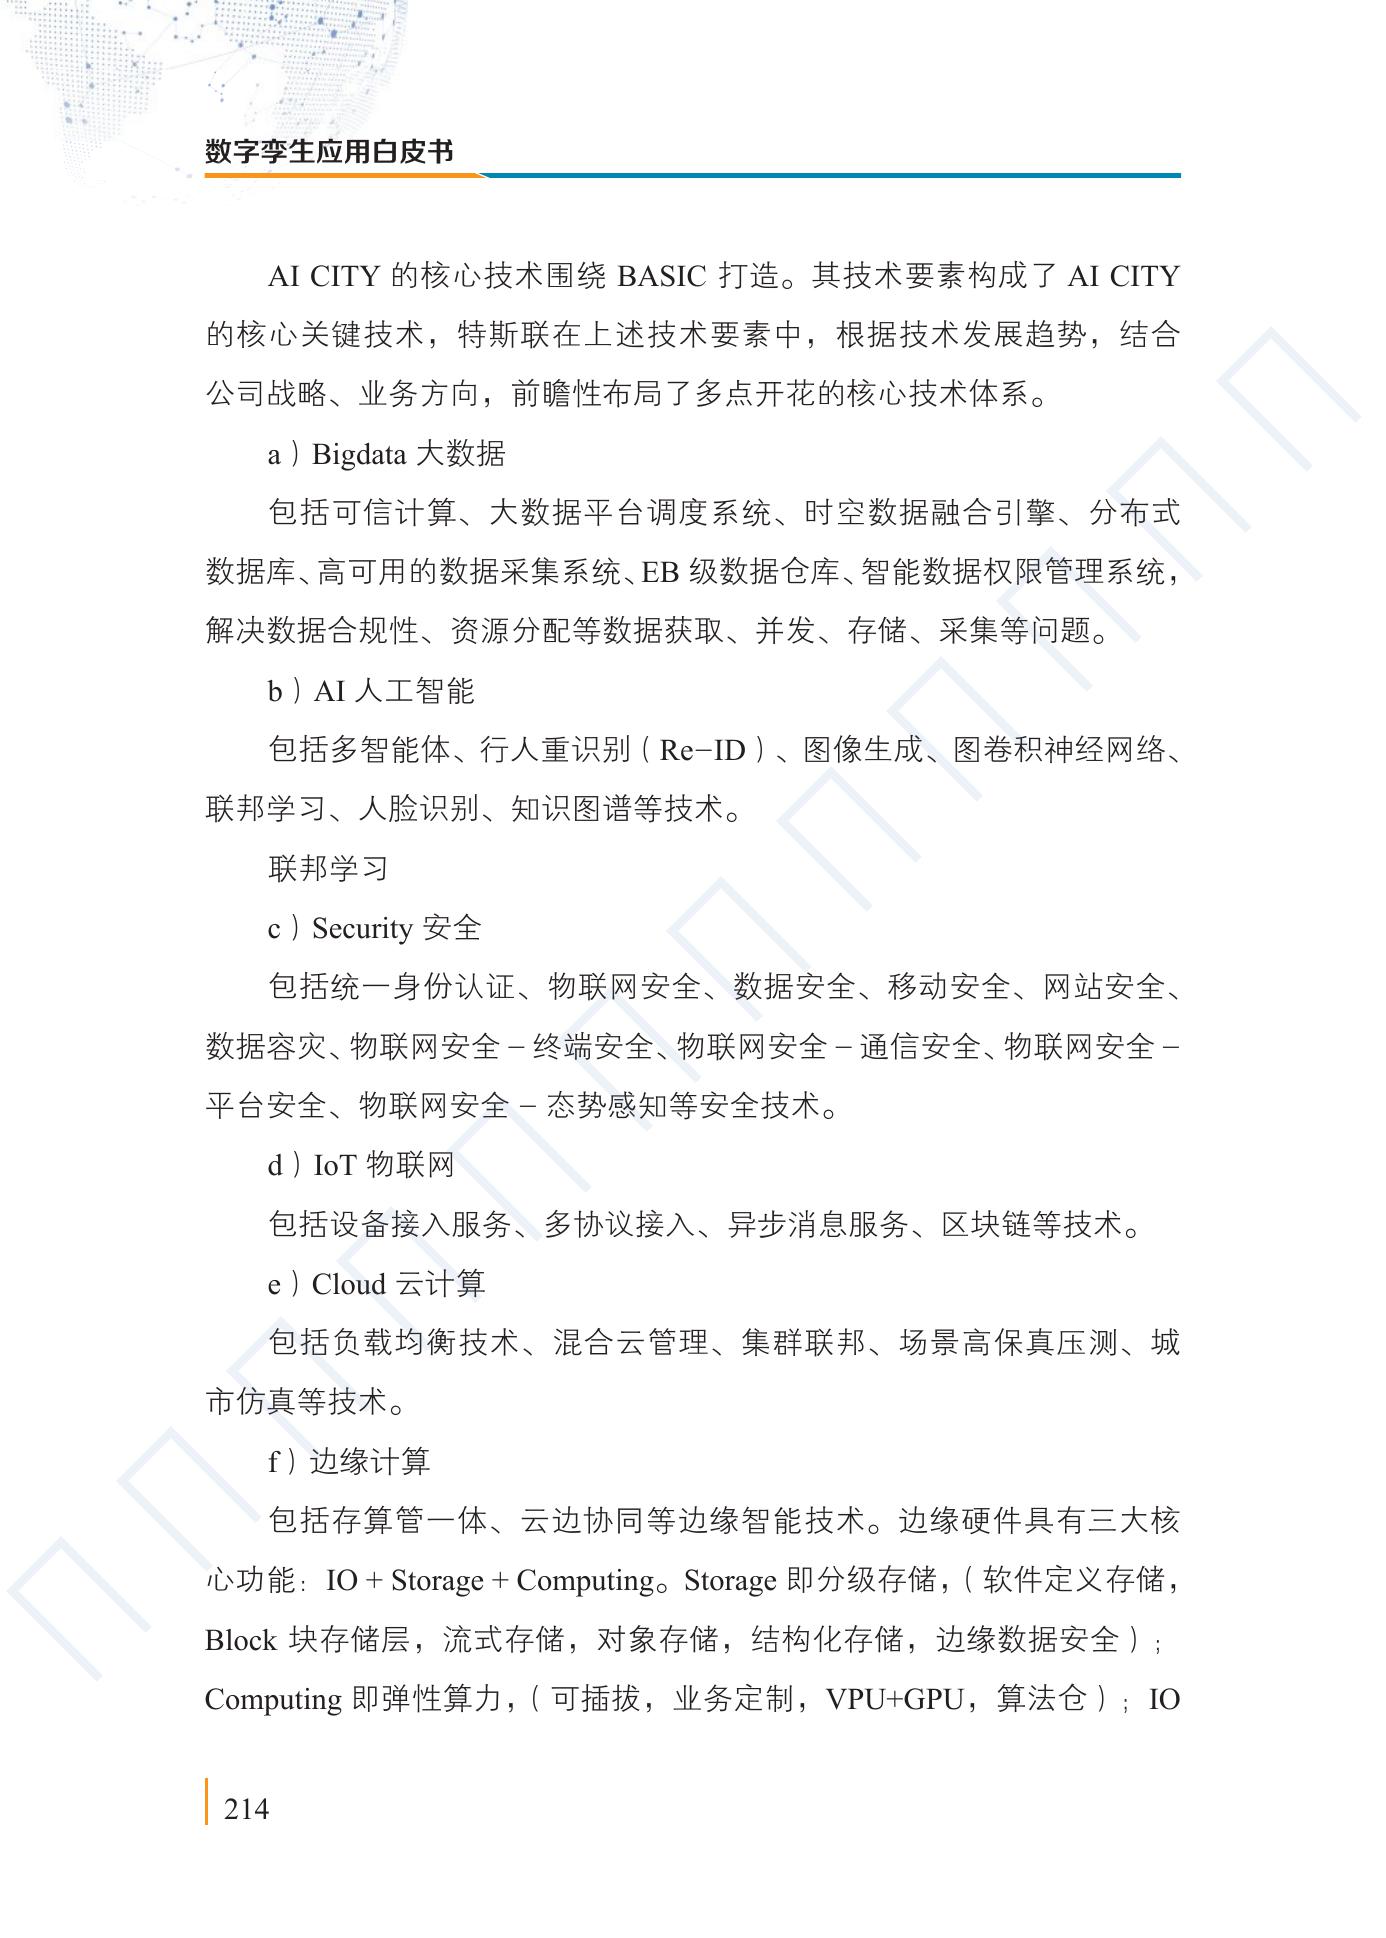 数字孪生应用白皮书
AI CITY 的核心技术围绕 BASIC 打造。其技术要素构成了 AI CITY
的核心关键技术，特斯联在上述技术要素中，根据技术发展趋势，结合
公司战略、业务方向，前瞻性布局了多点开花的核心技术体系。
a）Bigdata 大数据
包括可信计算、大数据平台调度系统、时空数据融合引擎、分布式
数据库、高可用的数据采集系统、EB 级数据仓库、智能数据权限管理系统，
解决数据合规性、资源分配等数据获取、并发、存储、采集等问题。
b）AI 人工智能
包括多智能体、行人重识别（Re-ID）、图像生成、图卷积神经网络、
联邦学习、人脸识别、知识图谱等技术。
联邦学习
c）Security 安全
包括统一身份认证、物联网安全、数据安全、移动安全、网站安全、
数据容灾、物联网安全 – 终端安全、物联网安全 – 通信安全、物联网安全 –
平台安全、物联网安全 – 态势感知等安全技术。
d）IoT 物联网
包括设备接入服务、多协议接入、异步消息服务、区块链等技术。
e）Cloud 云计算
包括负载均衡技术、混合云管理、集群联邦、场景高保真压测、城
市仿真等技术。
f）边缘计算
包括存算管一体、云边协同等边缘智能技术。边缘硬件具有三大核
心功能：IO + Storage + Computing。Storage 即分级存储，（软件定义存储，
Block 块存储层，流式存储，对象存储，结构化存储，边缘数据安全）；
Computing 即弹性算力，（可插拔，业务定制，VPU+GPU，算法仓）；IO
214